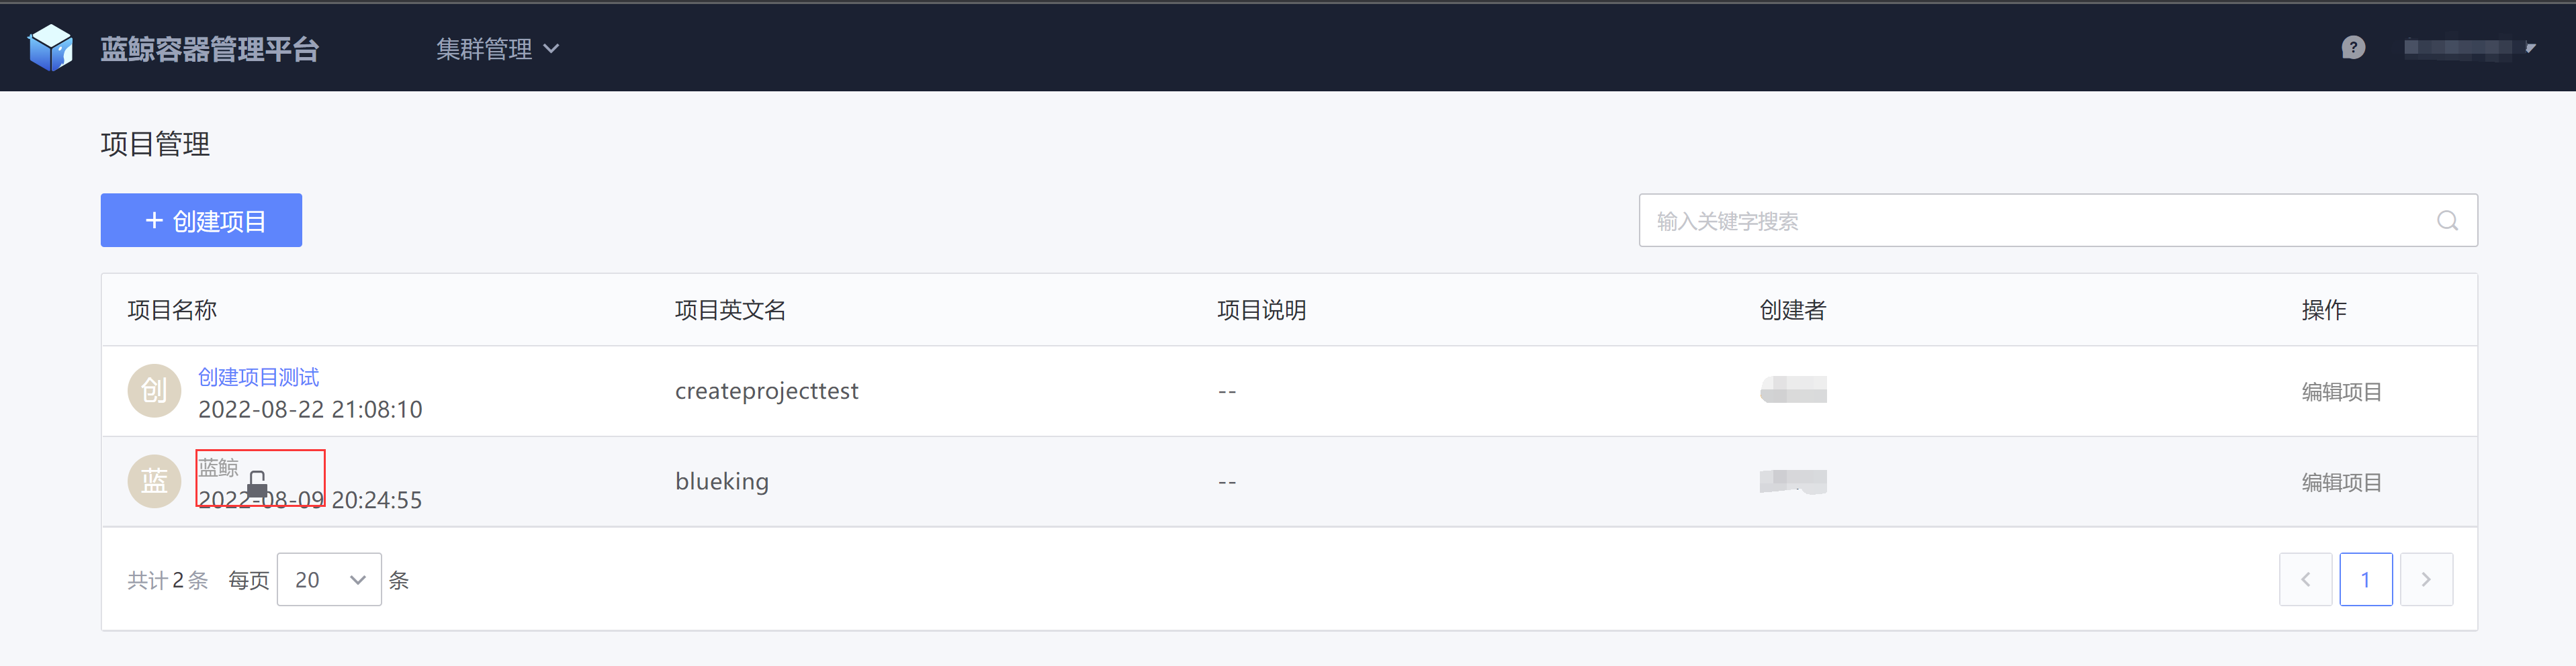 蓝鲸容器管理平台 集群管理 ?
项目管理
+ 创建项目 输入关键字搜索
项目名称 项目英文名 项目说明 创建者 操作
创 创建项目测试
2022-08-22 21:08:10 createprojecttest -- 编辑项目
蓝 蓝鲸
2022-08-09 20:24:55 blueking -- 编辑项目
共计2条 每页 20 条 1